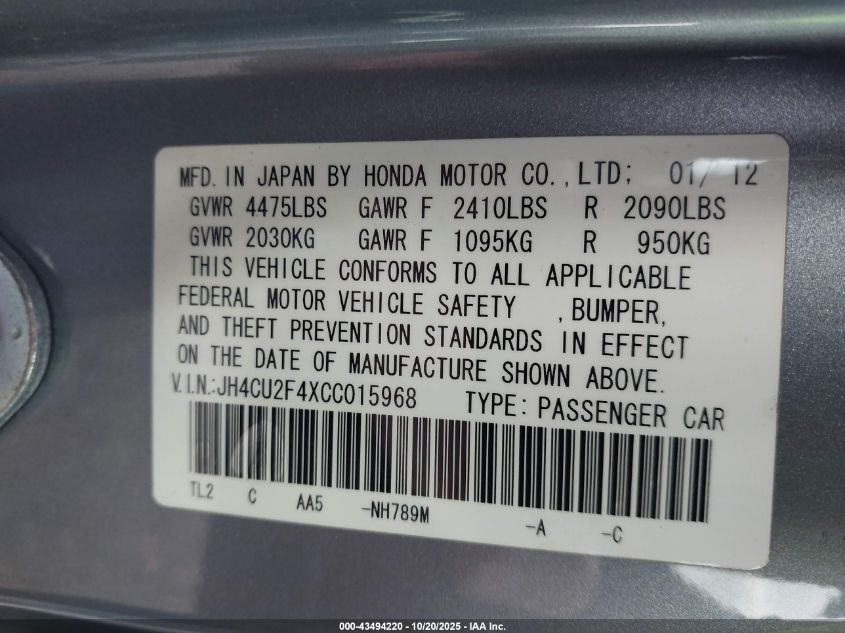 MFD. IN JAPAN BY HONDA MOTOR CO., LTD; 01/ 12
GVWR 4475LBS GAWR F 2410LBS R 2090LBS
GVWR 2030KG GAWR F 1095KG R 950KG
THIS VEHICLE CONFORMS TO ALL APPLICABLE
FEDERAL MOTOR VEHICLE SAFETY , BUMPER,
AND THEFT PREVENTION STANDARDS IN EFFECT
ON THE DATE OF MANUFACTURE SHOWN ABOVE.
V.I.N.:JH4CU2F4XCC015968 TYPE: PASSENGER CAR
TL2 C AA5 -NH789M -A -C
000-43494220 - 10/20/2025 - IAA Inc.